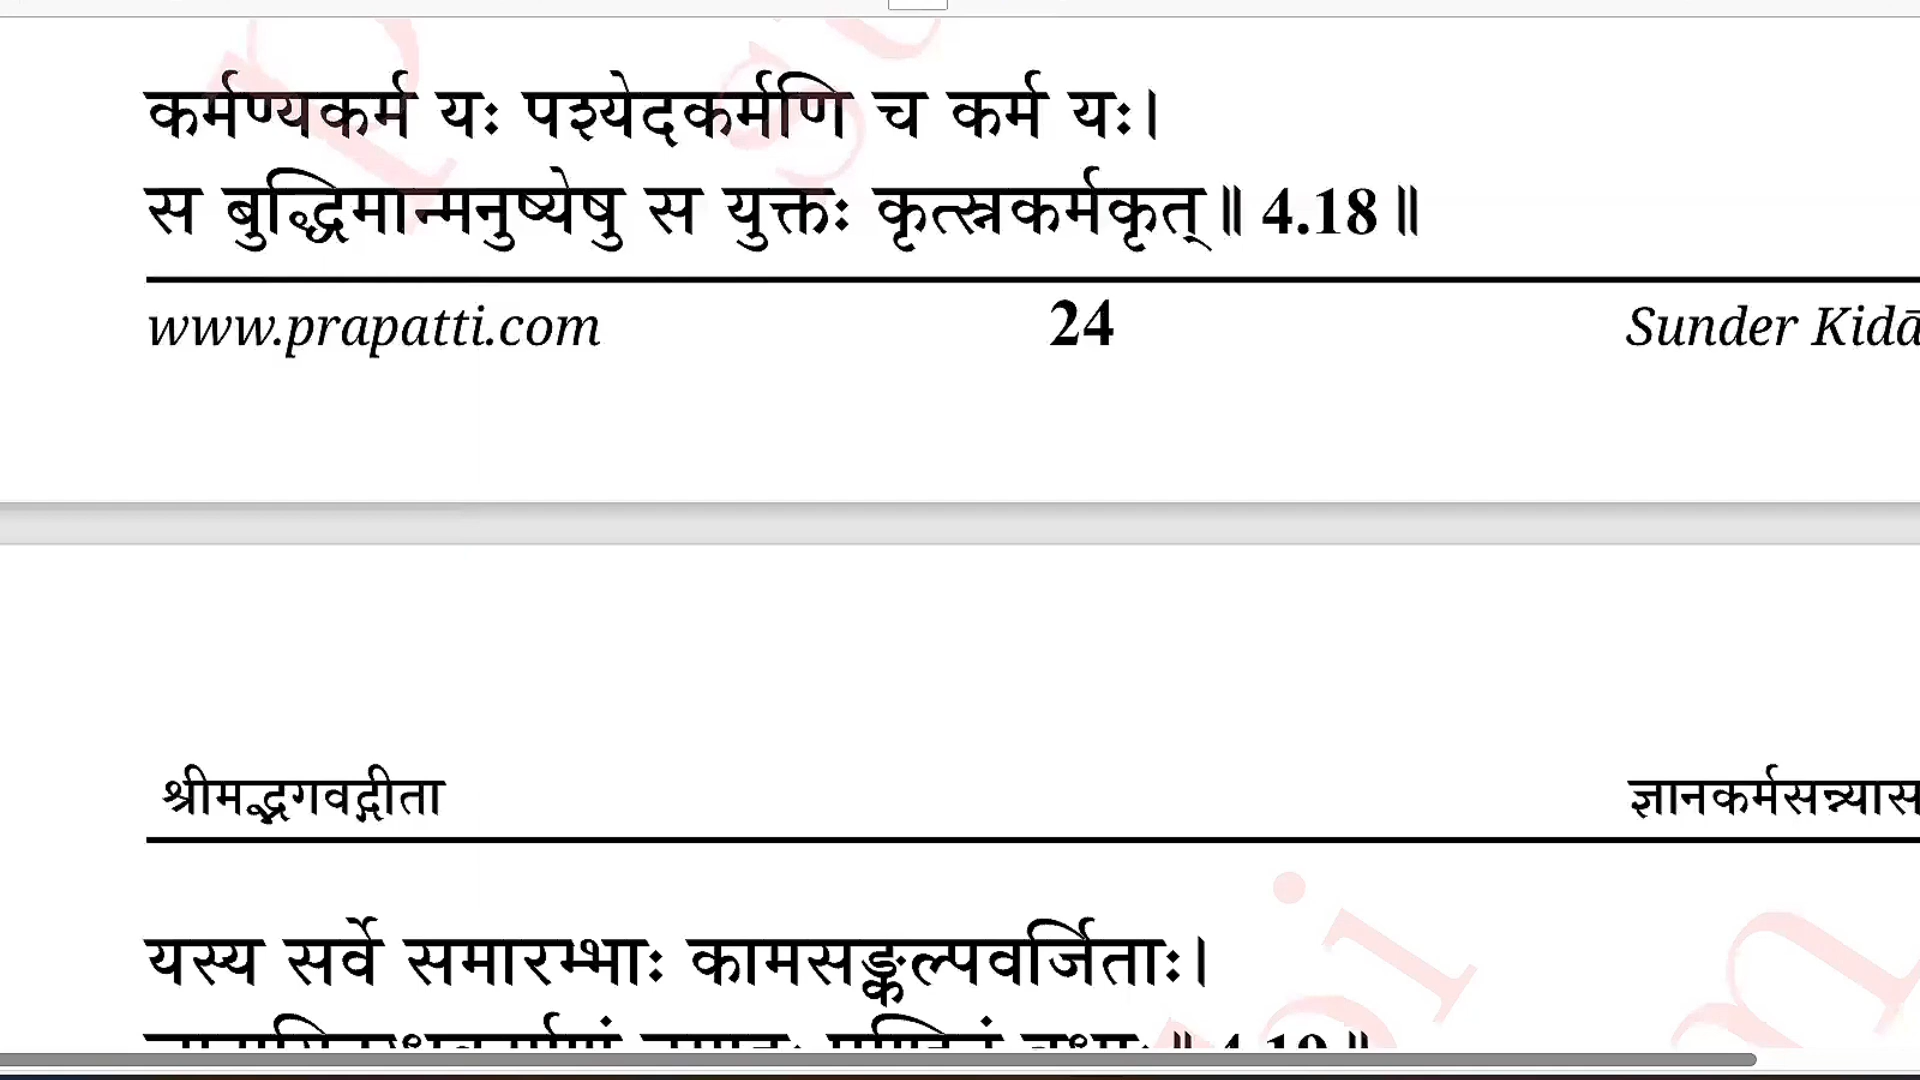 कर्मण्यकर्म यः पश्येदकर्मणि च कर्म यः।
स बुद्धिमान्मनुष्येषु स युक्तः कृत्स्नकर्मकृत्॥ 4.18॥
www.prapatti.com 24 Sunder Kidā
श्रीमद्भगवद्गीता ज्ञानकर्मसन्न्यास
यस्य सर्वे समारम्भाः कामसङ्कल्पवर्जिताः।